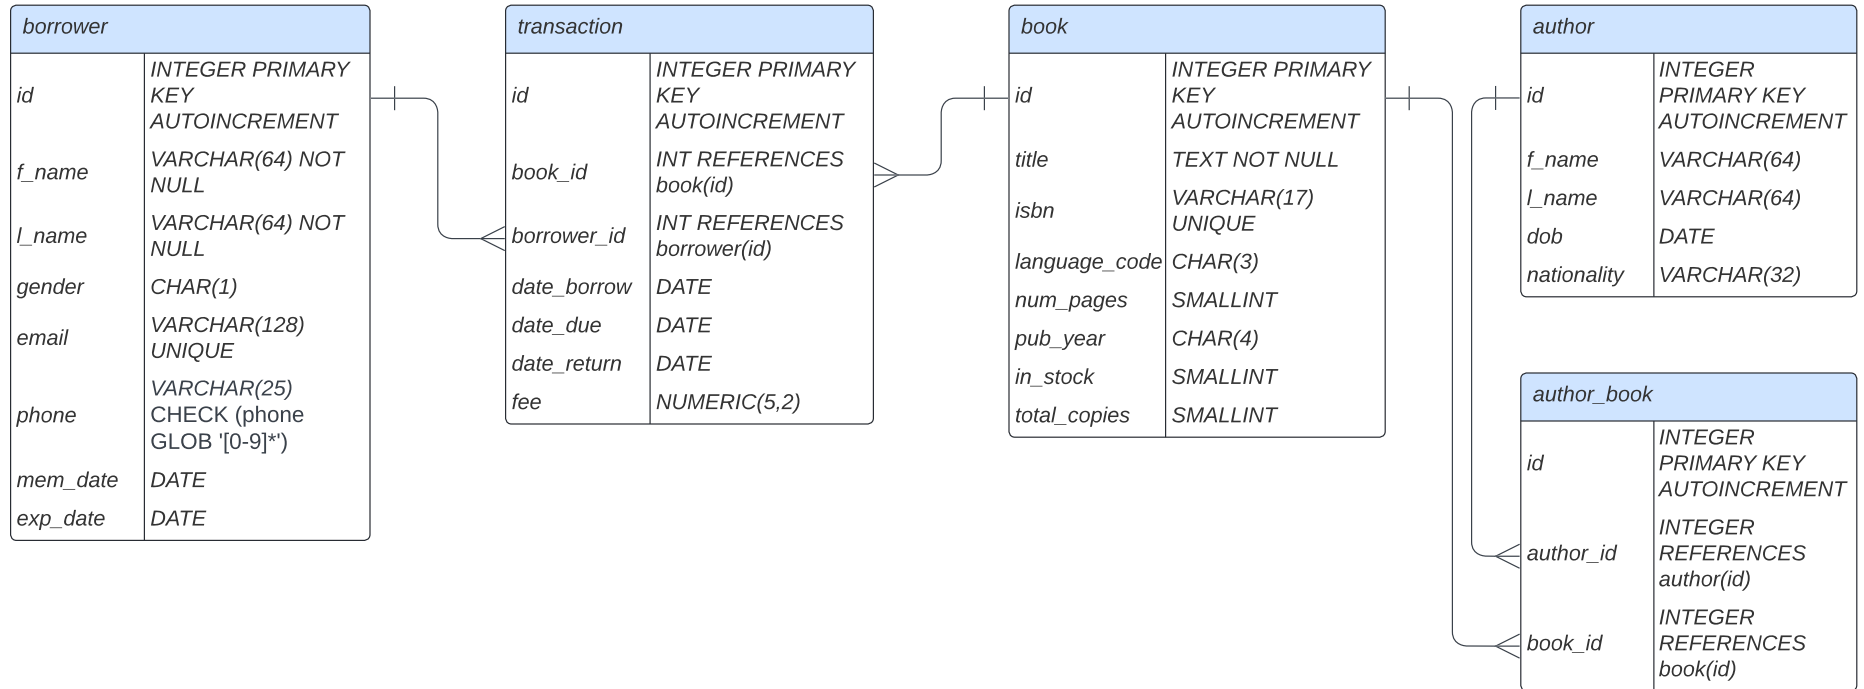 borrower
id
INTEGER PRIMARY
KEY
AUTOINCREMENT
f_name
VARCHAR(64) NOT
NULL
l_name
VARCHAR(64) NOT
NULL
gender
CHAR(1)
email
VARCHAR(128)
UNIQUE
phone
VARCHAR(25)
CHECK (phone
GLOB '[0-9]*')
mem_date
DATE
exp_date
DATE
transaction
id
INTEGER PRIMARY
KEY
AUTOINCREMENT
book_id
INT REFERENCES
book(id)
borrower_id
INT REFERENCES
borrower(id)
date_borrow
DATE
date_due
DATE
date_return
DATE
fee
NUMERIC(5,2)
book
id
INTEGER PRIMARY
KEY
AUTOINCREMENT
title
TEXT NOT NULL
isbn
VARCHAR(17)
UNIQUE
language_code
CHAR(3)
num_pages
SMALLINT
pub_year
CHAR(4)
in_stock
SMALLINT
total_copies
SMALLINT
author
id
INTEGER
PRIMARY KEY
AUTOINCREMENT
f_name
VARCHAR(64)
l_name
VARCHAR(64)
dob
DATE
nationality
VARCHAR(32)
author_book
id
INTEGER
PRIMARY KEY
AUTOINCREMENT
author_id
INTEGER
REFERENCES
author(id)
book_id
INTEGER
REFERENCES
book(id)